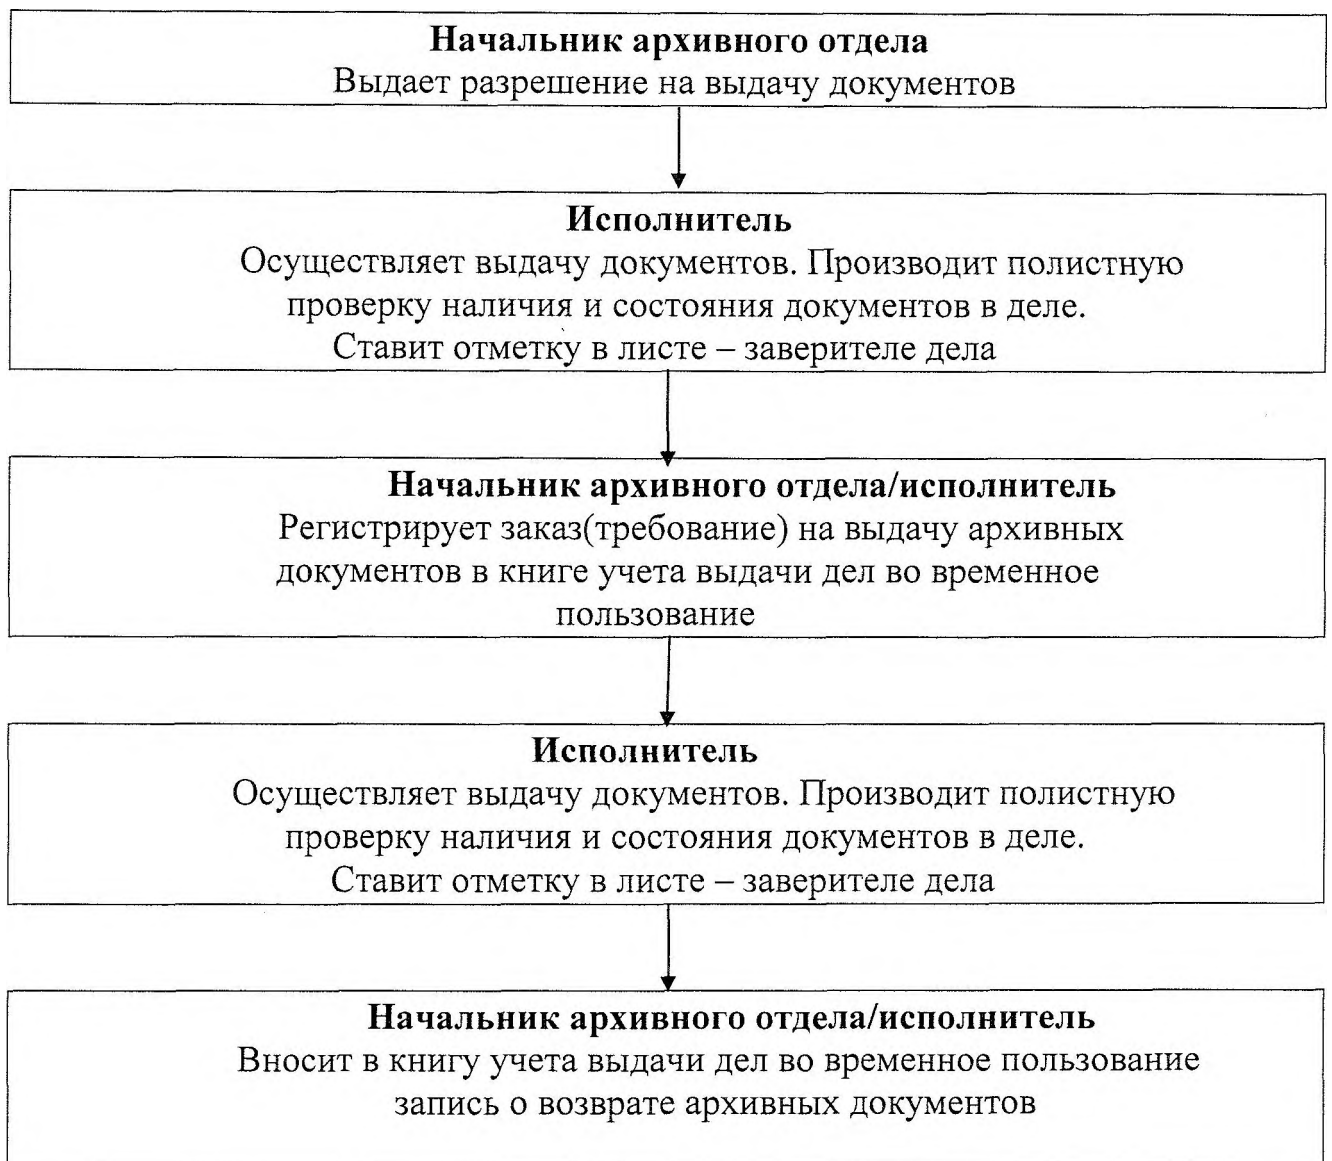 Начальник архивного отдела
Выдает разрешение на выдачу документов
Исполнитель
Осуществляет выдачу документов. Производит полистную
проверку наличия и состояния документов в деле.
Ставит отметку в листе – заверителе дела
Начальник архивного отдела/исполнитель
Регистрирует заказ(требование) на выдачу архивных
документов в книге учета выдачи дел во временное
пользование
Исполнитель
Осуществляет выдачу документов. Производит полистную
проверку наличия и состояния документов в деле.
Ставит отметку в листе – заверителе дела
Начальник архивного отдела/исполнитель
Вносит в книгу учета выдачи дел во временное пользование
запись о возврате архивных документов